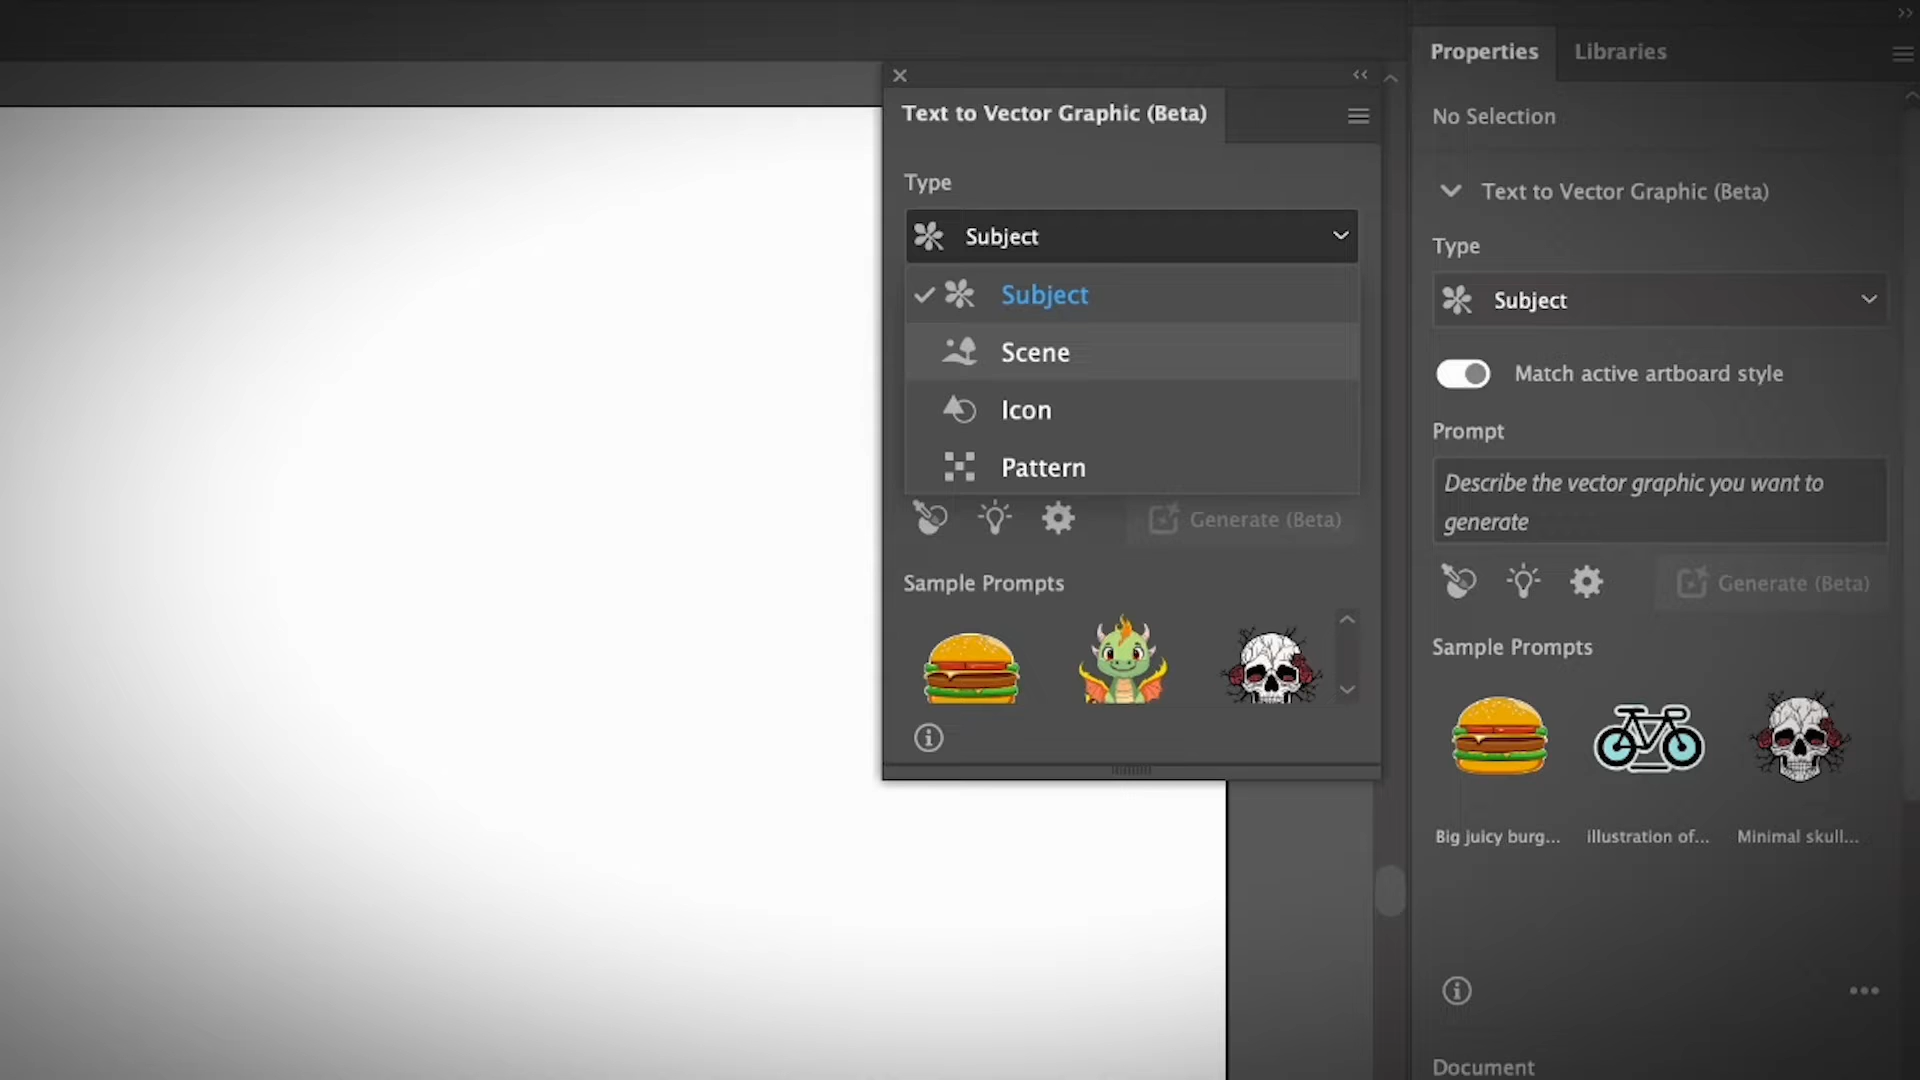 Text to Vector Graphic (Beta)
Type
Subject
Subject
Scene
Icon
Pattern
Generate (Beta)
Sample Prompts
Properties
Libraries
No Selection
Text to Vector Graphic (Beta)
Type
Subject
Match active artboard style
Prompt
Describe the vector graphic you want to
generate
Generate (Beta)
Sample Prompts
Big juicy burg...
illustration of...
Minimal skull...
Document